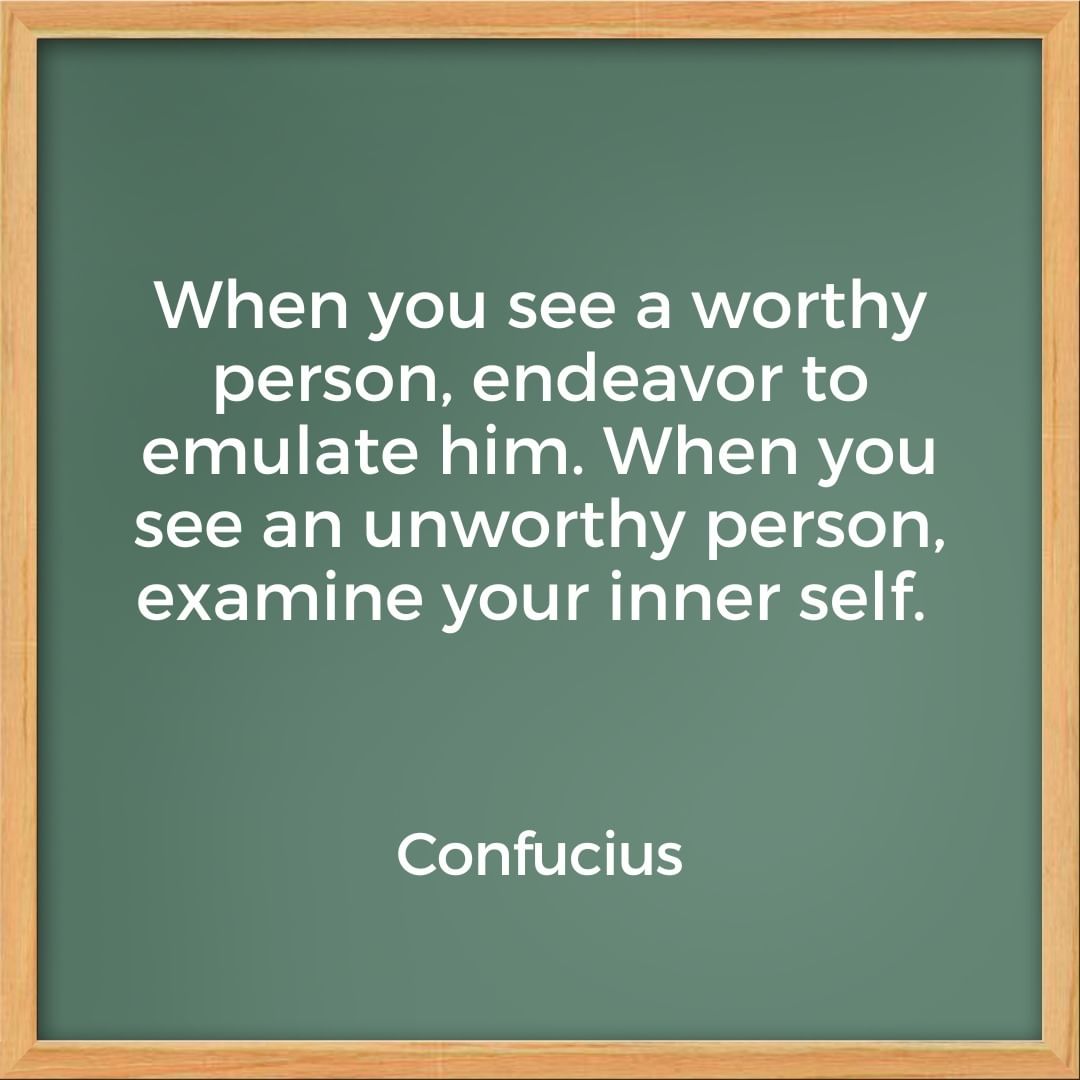 When you see a worthy
person, endeavor to
emulate him. When you
see an unworthy person,
examine your inner self.
Confucius